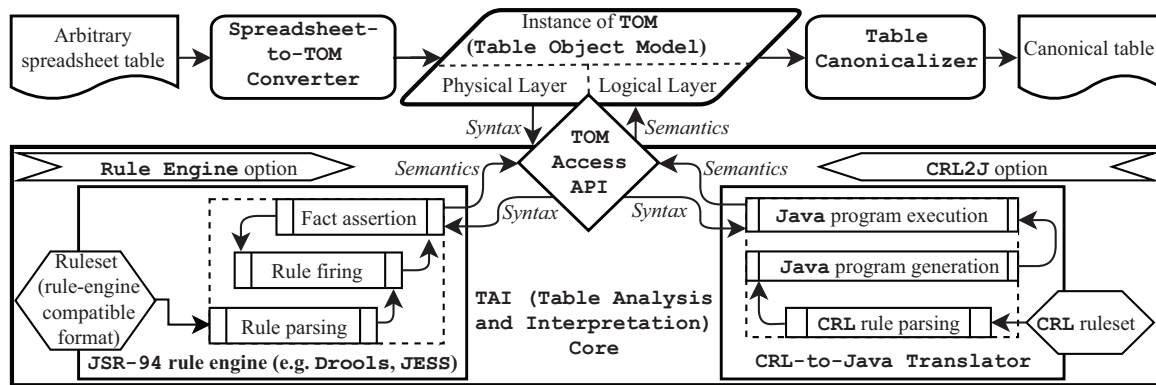 Arbitrary
spreadsheet table
Spreadsheet-
to-TOM
Converter
Instance of TOM
(Table Object Model)
Physical Layer
Logical Layer
Table
Canonicalizer
Canonical table
Syntax
Semantics
TOM
Access
API
Rule Engine option
Semantics
Syntax
Fact assertion
Rule firing
Rule parsing
Ruleset
(rule-engine
compatible
format)
JSR-94 rule engine (e.g. Drools, JESS)
TAI (Table Analysis
and Interpretation)
Core
CRL2J option
Semantics
Syntax
Java program execution
Java program generation
CRL rule parsing
CRL ruleset
CRL-to-Java Translator